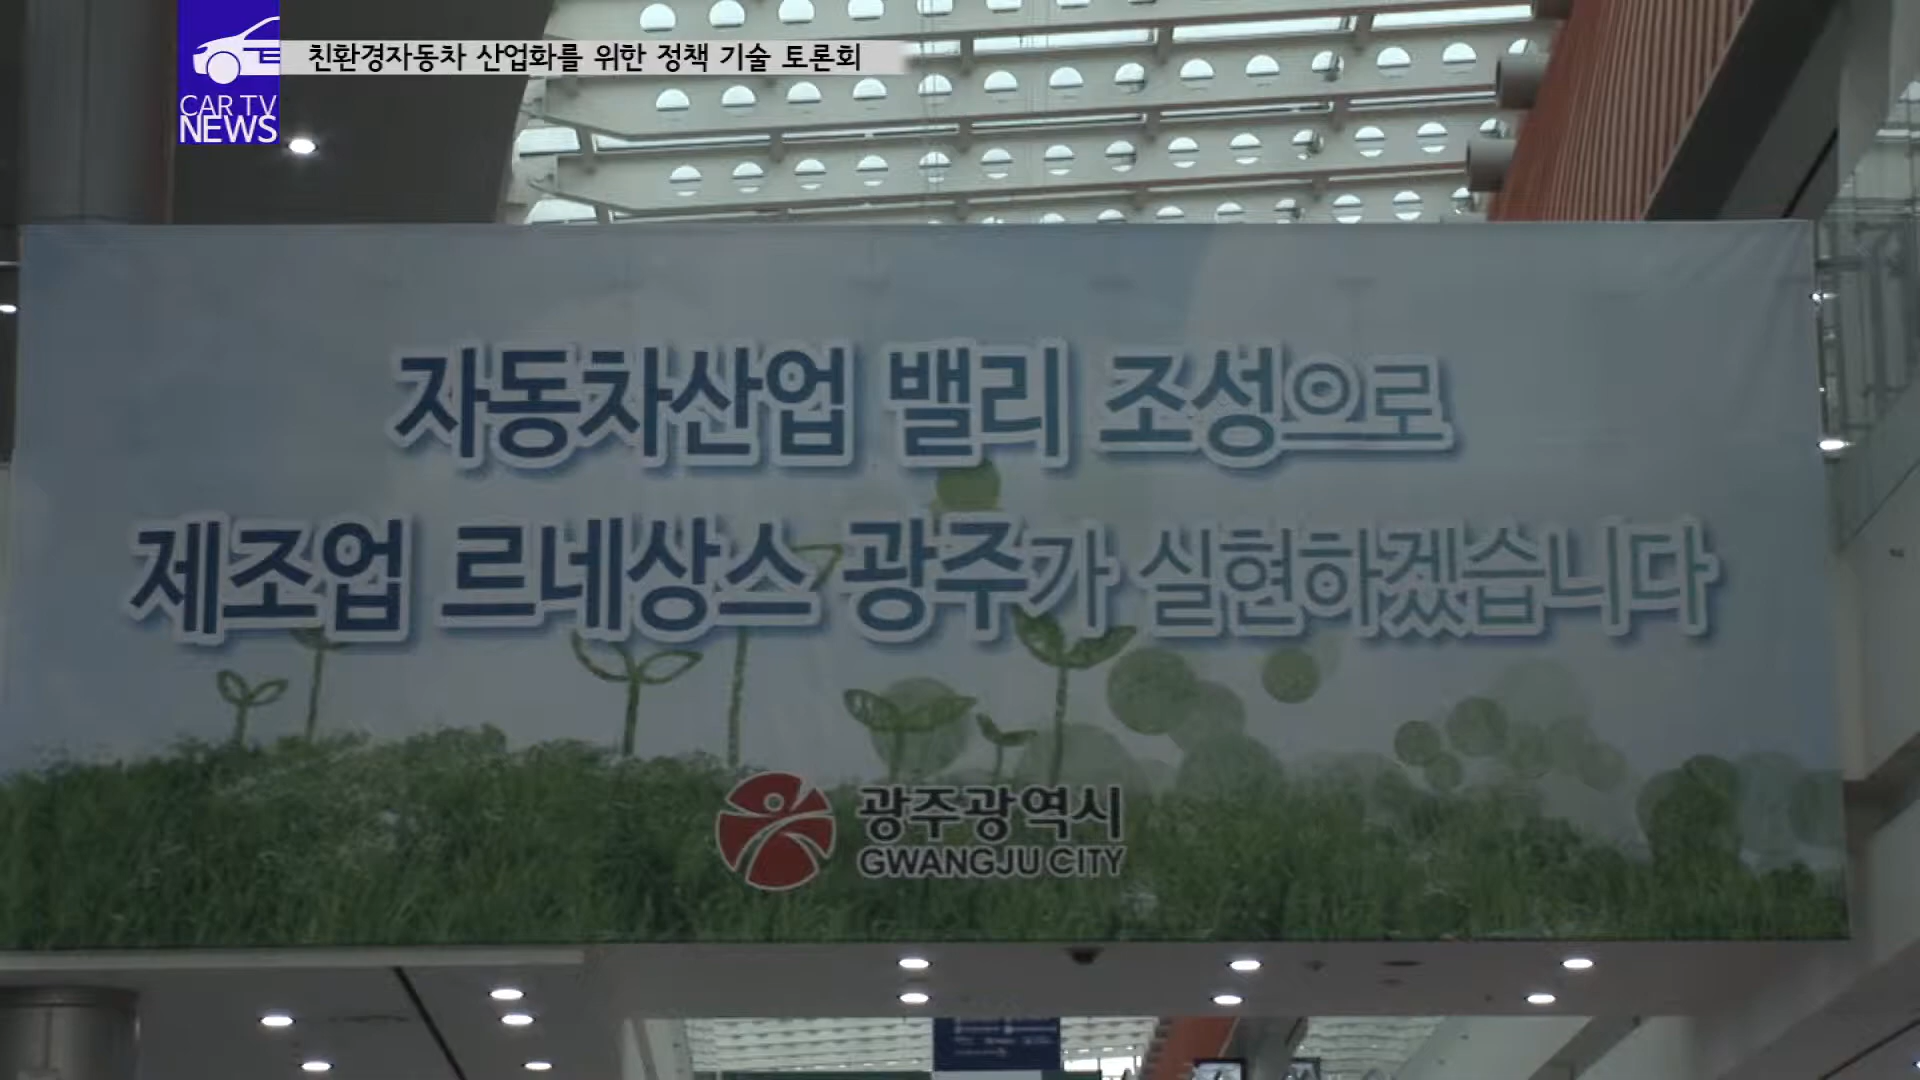 친환경자동차 산업화를 위한 정책 기술 토론회
CAR TV
NEWS
자동차산업 밸리 조성으로
제조업 르네상스 광주가 실현하겠습니다
광주광역시
GWANGJU CITY